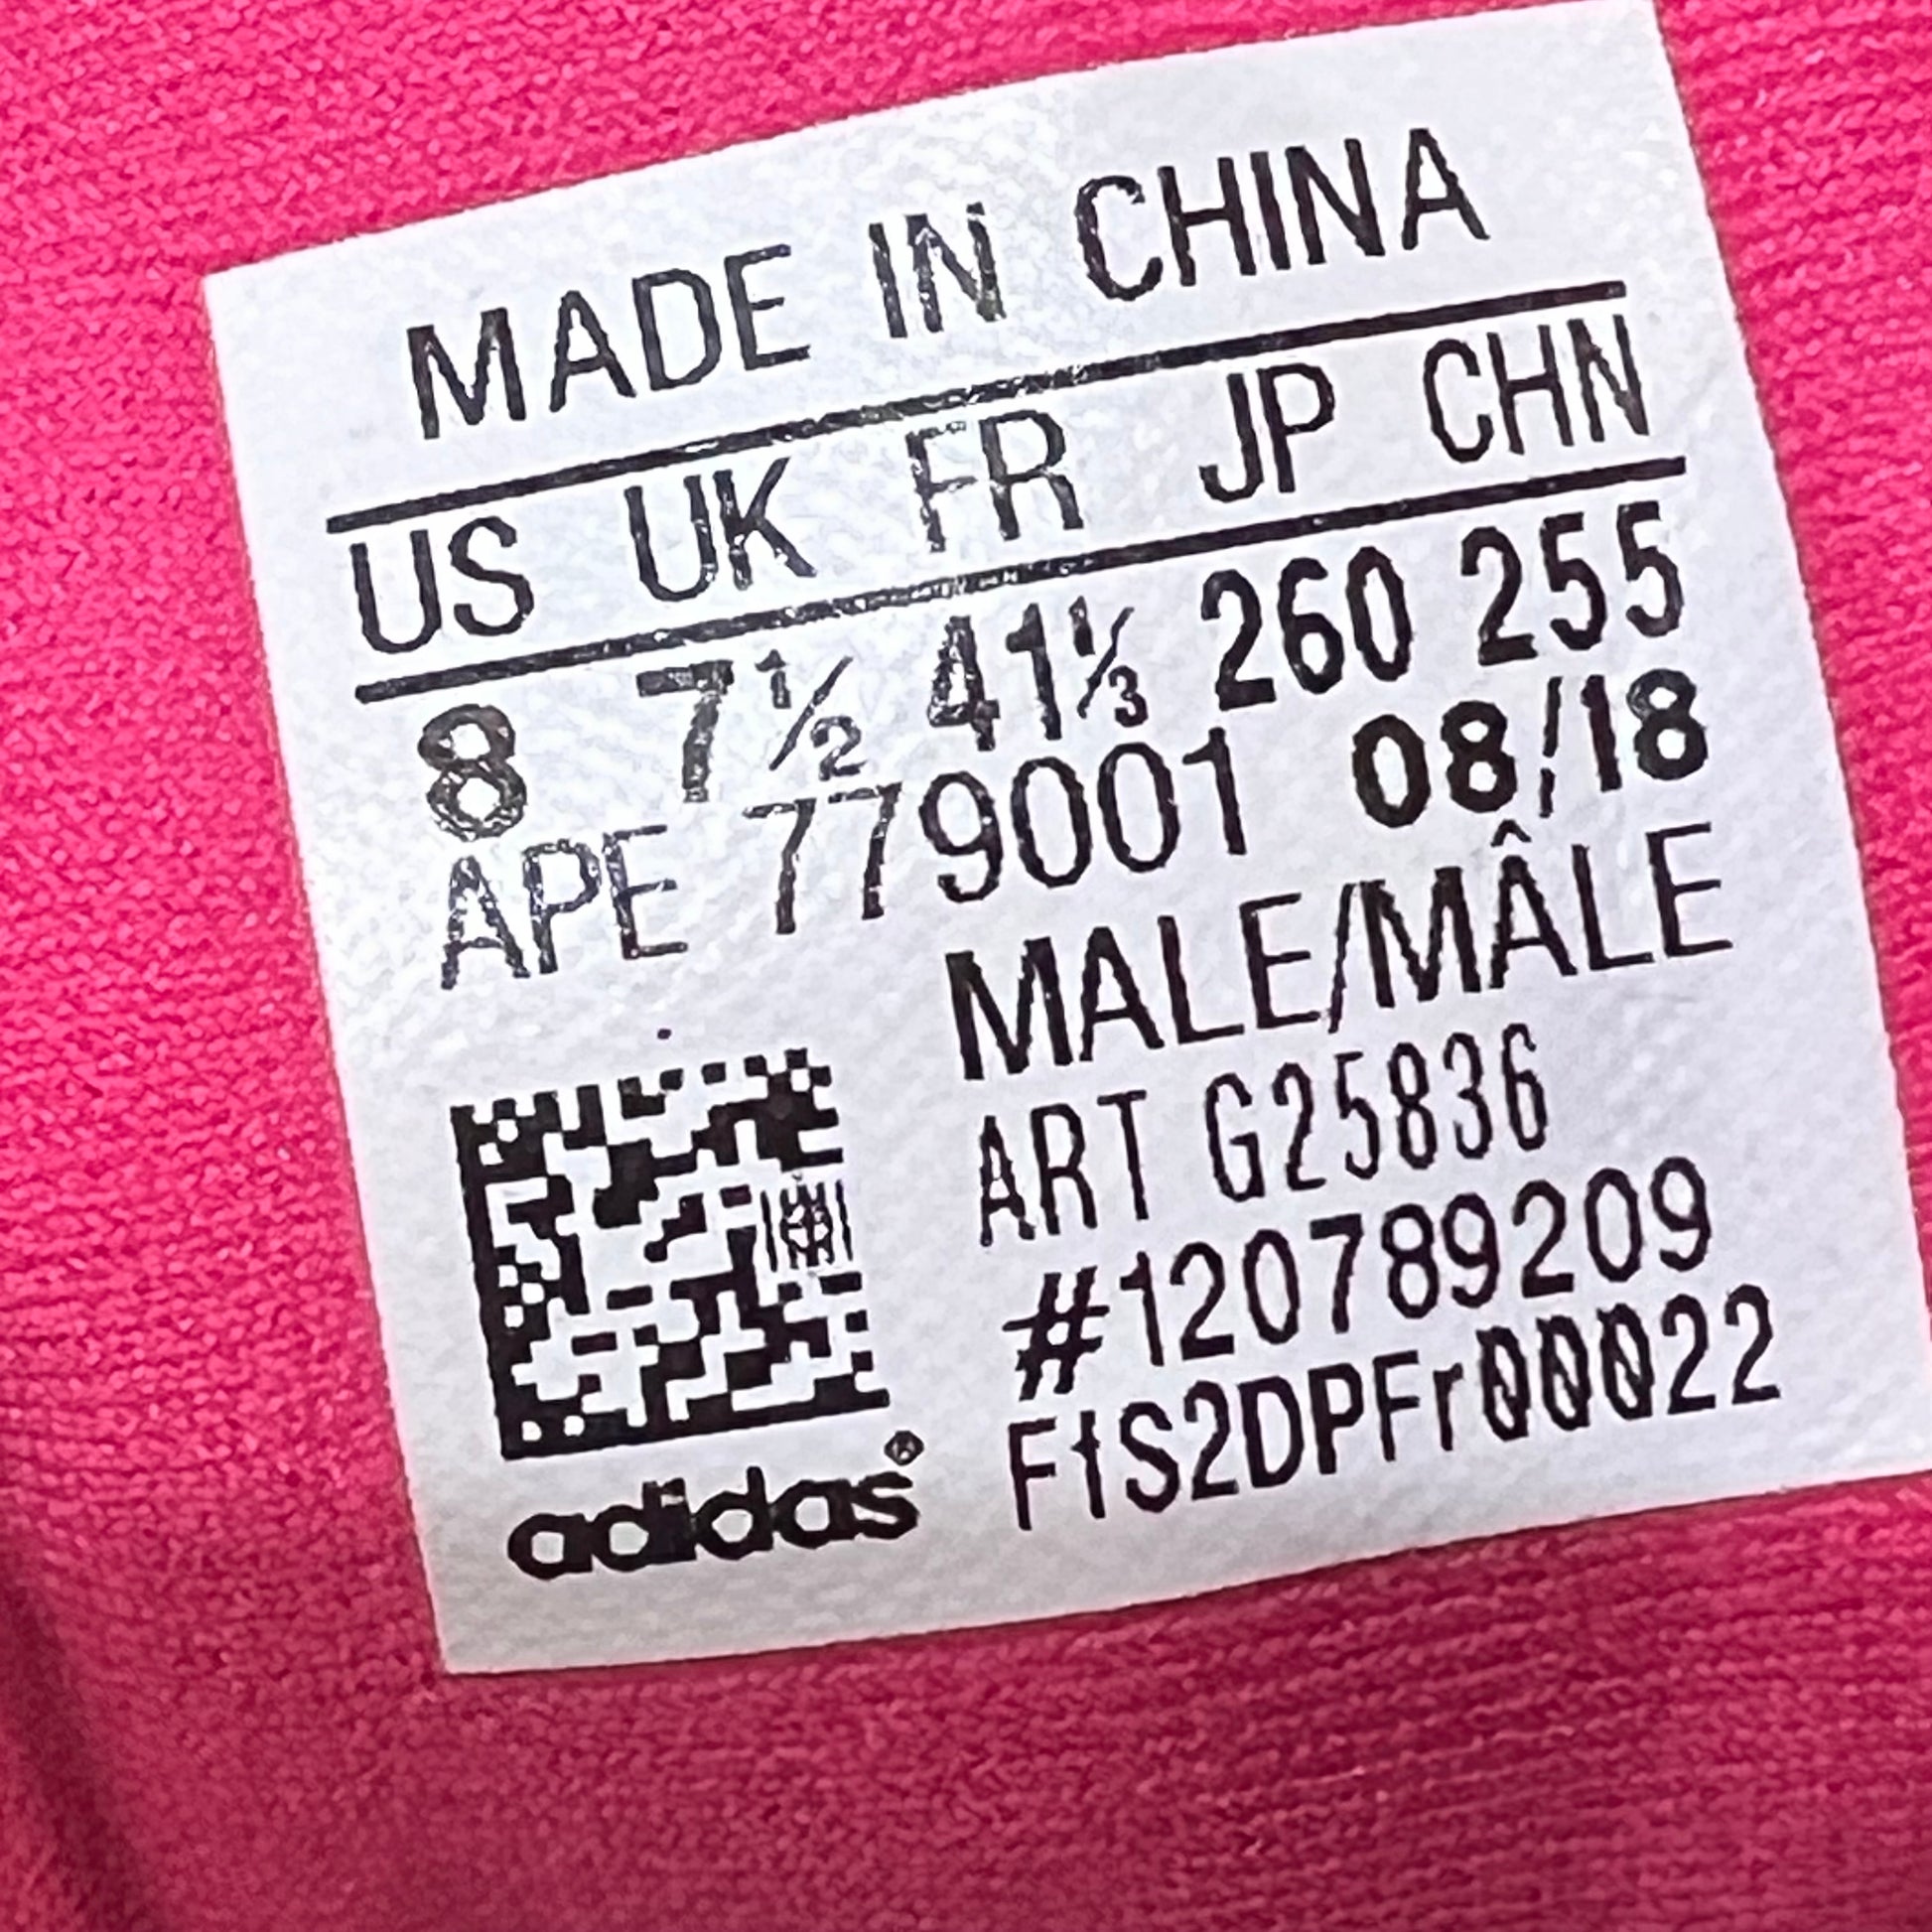 MADE IN CHINA
US UK FR JP CHN
8 7½ 41⅓ 260 255
APE 779001 08/18
MALE/MÂLE
ART G25836
#120789209
FtS2DPFr00022
adidas®